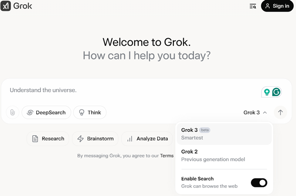 Grok
Sign in
Welcome to Grok.
How can I help you today?
Understand the universe.
DeepSearch
Think
Grok 3
Grok 3 beta
Smartest
Grok 2
Previous generation model
Enable Search
Grok can browse the web
Research
Brainstorm
Analyze Data
By messaging Grok, you agree to our Terms